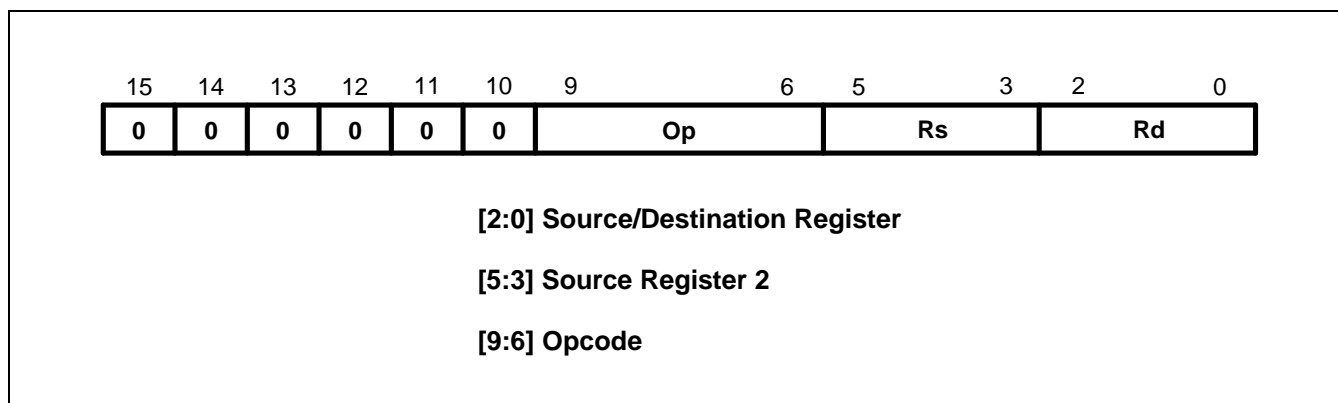 15 14 13 12 11 10 9 6 5 3 2 0
0 0 0 0 0 0 Op Rs Rd
[2:0] Source/Destination Register
[5:3] Source Register 2
[9:6] Opcode